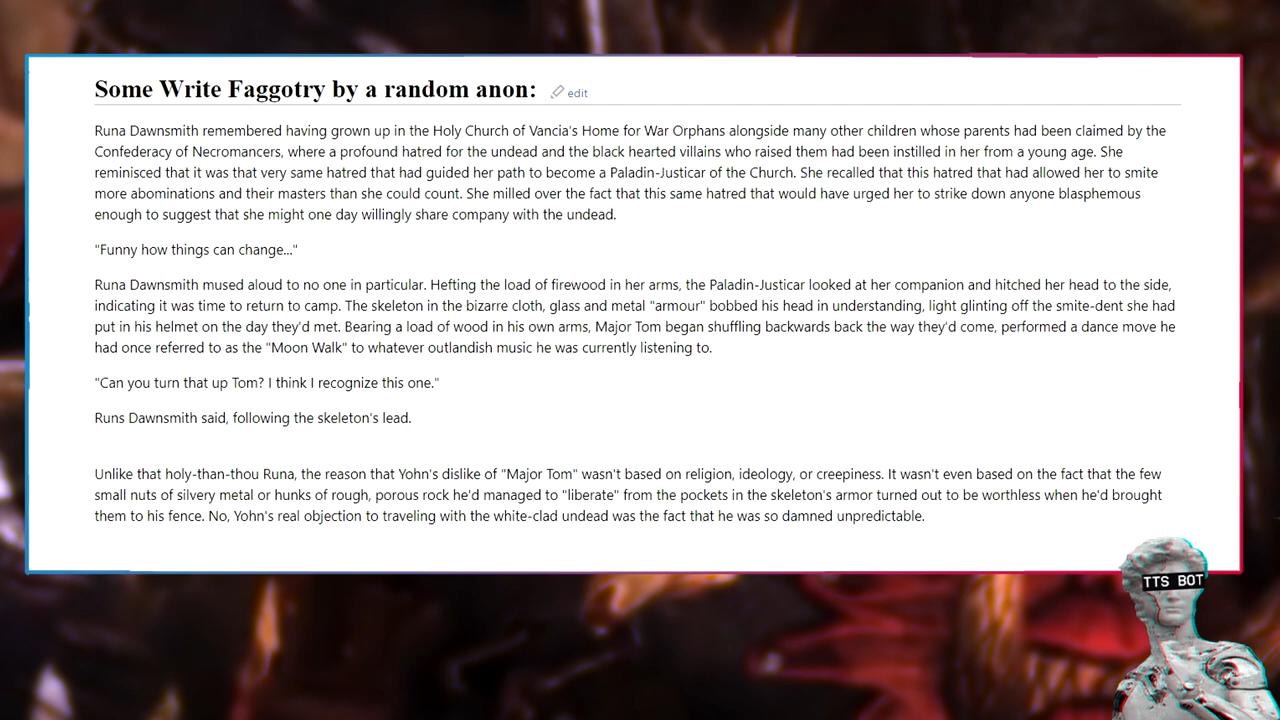 Some Write Faggotry by a random anon: edit
Runa Dawnsmith remembered having grown up in the Holy Church of Vancia's Home for War Orphans alongside many other children whose parents had been claimed by the
Confederacy of Necromancers, where a profound hatred for the undead and the black hearted villains who raised them had been instilled in her from a young age. She
reminisced that it was that very same hatred that had guided her path to become a Paladin-Justicar of the Church. She recalled that this hatred that had allowed her to smite
more abominations and their masters than she could count. She milled over the fact that this same hatred that would have urged her to strike down anyone blasphemous
enough to suggest that she might one day willingly share company with the undead.
"Funny how things can change..."
Runa Dawnsmith mused aloud to no one in particular. Hefting the load of firewood in her arms, the Paladin-Justicar looked at her companion and hitched her head to the side,
indicating it was time to return to camp. The skeleton in the bizarre cloth, glass and metal "armour" bobbed his head in understanding, light glinting off the smite-dent she had
put in his helmet on the day they'd met. Bearing a load of wood in his own arms, Major Tom began shuffling backwards back the way they'd come, performed a dance move he
had once referred to as the "Moon Walk" to whatever outlandish music he was currently listening to.
"Can you turn that up Tom? I think I recognize this one."
Runs Dawnsmith said, following the skeleton's lead.
Unlike that holy-than-thou Runa, the reason that Yohn's dislike of "Major Tom" wasn't based on religion, ideology, or creepiness. It wasn't even based on the fact that the few
small nuts of silvery metal or hunks of rough, porous rock he'd managed to "liberate" from the pockets in the skeleton's armor turned out to be worthless when he'd brought
them to his fence. No, Yohn's real objection to traveling with the white-clad undead was the fact that he was so damned unpredictable.
TTS BOT